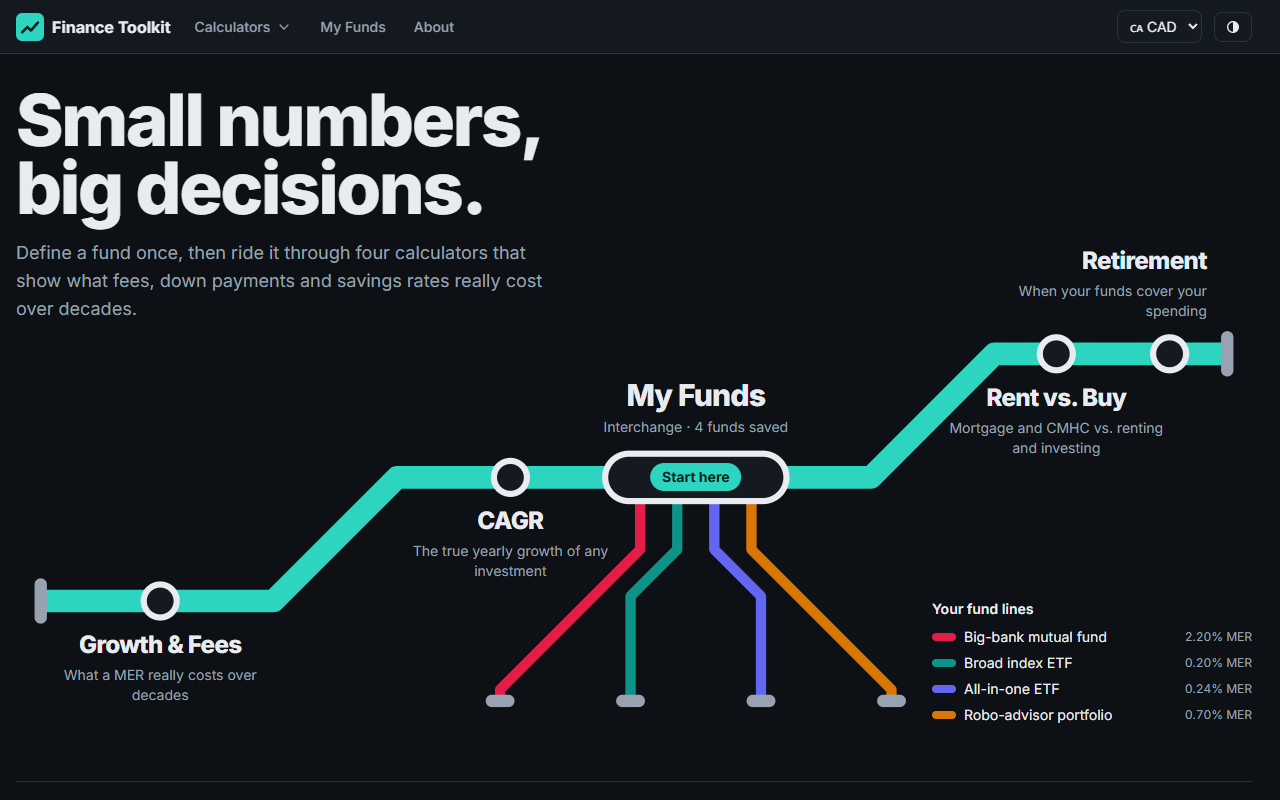 Finance Toolkit
Calculators
My Funds
About
CA CAD
Small numbers,
big decisions.
Define a fund once, then ride it through four calculators that
show what fees, down payments and savings rates really cost
over decades.
Retirement
When your funds cover your
spending
My Funds
Interchange · 4 funds saved
Start here
Rent vs. Buy
Mortgage and CMHC vs. renting
and investing
CAGR
The true yearly growth of any
investment
Growth & Fees
What a MER really costs over
decades
Your fund lines
Big-bank mutual fund 2.20% MER
Broad index ETF 0.20% MER
All-in-one ETF 0.24% MER
Robo-advisor portfolio 0.70% MER